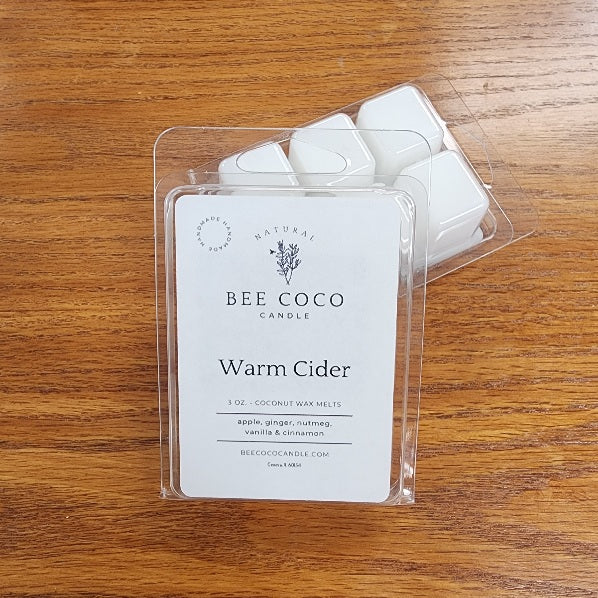 HANDMADE HANDMADE HANDMADE
NATURAL
BEE COCO
CANDLE
Warm Cider
3 OZ. - COCONUT WAX MELTS
apple, ginger, nutmeg,
vanilla & cinnamon
BEECOCOCANDLE.COM